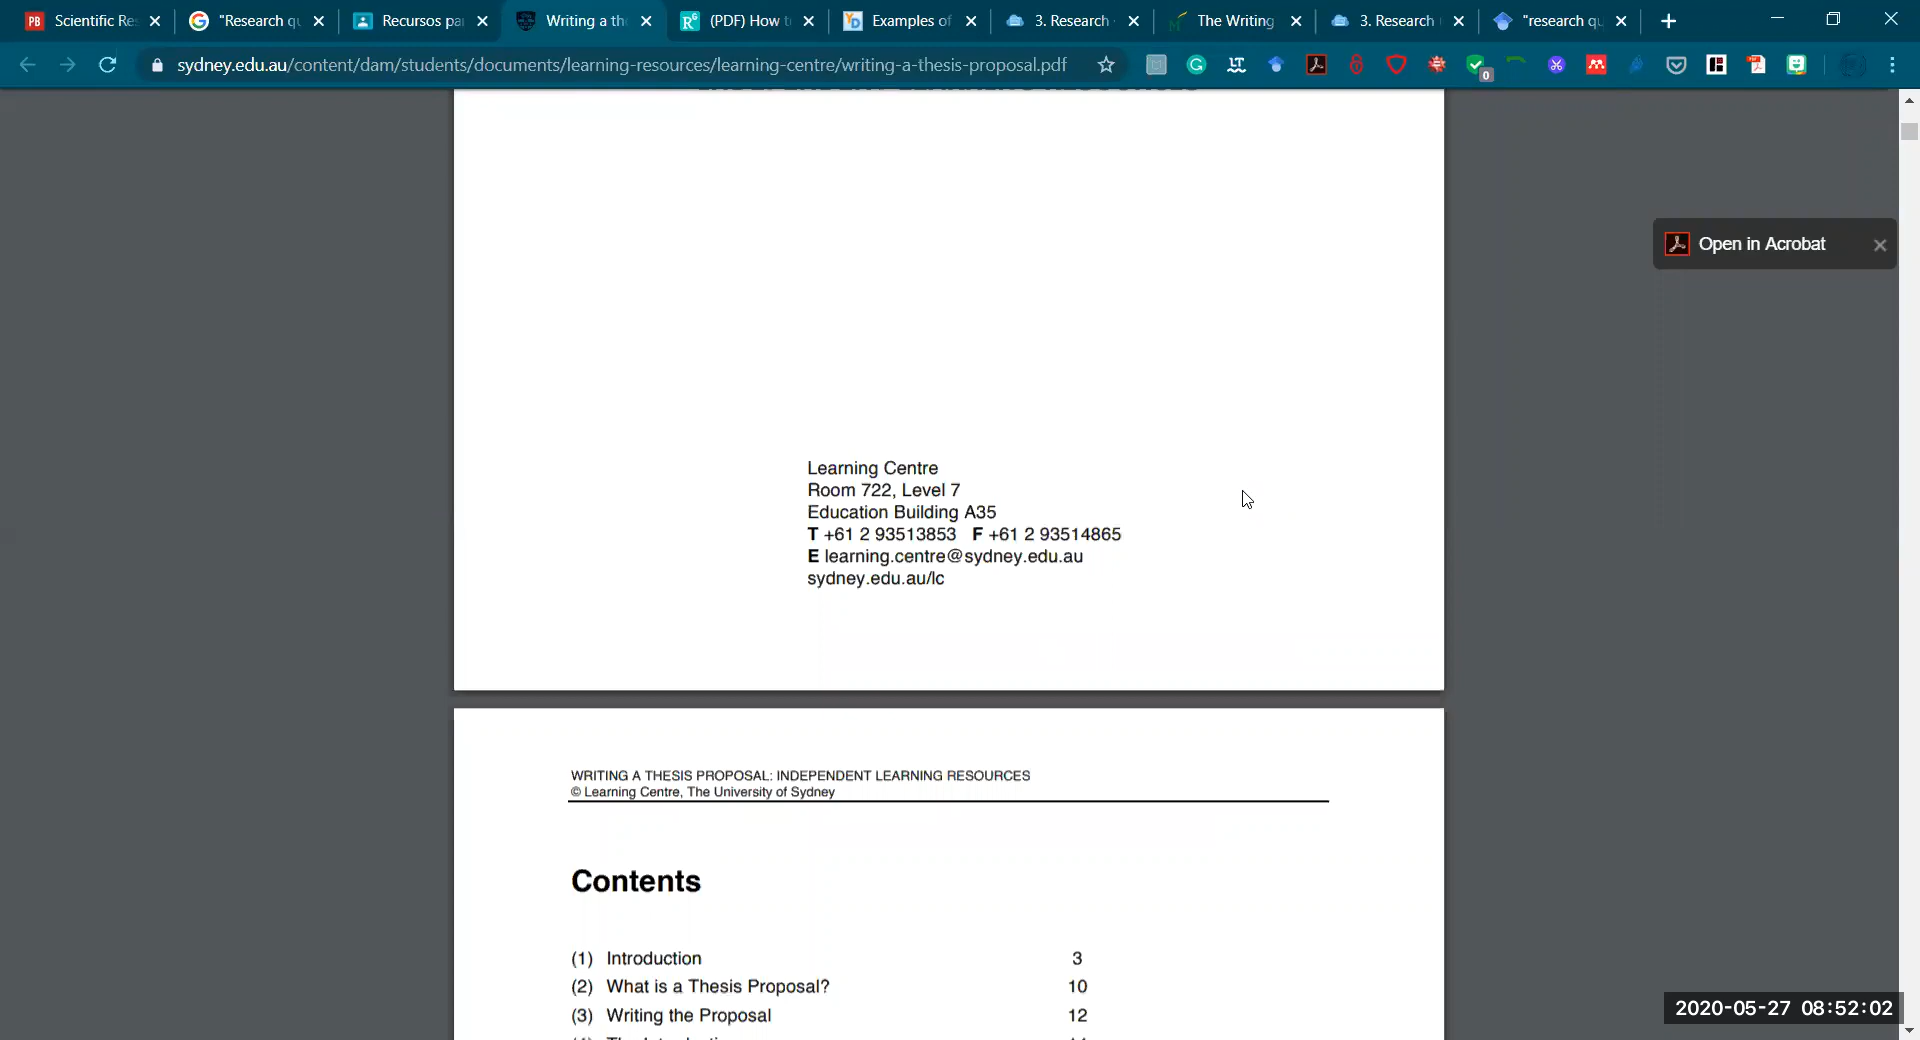 Scientific Re
"Research qu
Recursos pa
Writing a th
(PDF) How t
Examples of
3. Research
The Writing
3. Research
"research qu
sydney.edu.au/content/dam/students/documents/learning-resources/learning-centre/writing-a-thesis-proposal.pdf
INDEPENDENT LEARNING RESOURCES
Open in Acrobat
Learning Centre
Room 722, Level 7
Education Building A35
T +61 2 93513853 F +61 2 93514865
E learning.centre@sydney.edu.au
sydney.edu.au/lc
WRITING A THESIS PROPOSAL: INDEPENDENT LEARNING RESOURCES
© Learning Centre, The University of Sydney
Contents
(1) Introduction 3
(2) What is a Thesis Proposal? 10
(3) Writing the Proposal 12
2020-05-27 08:52:02